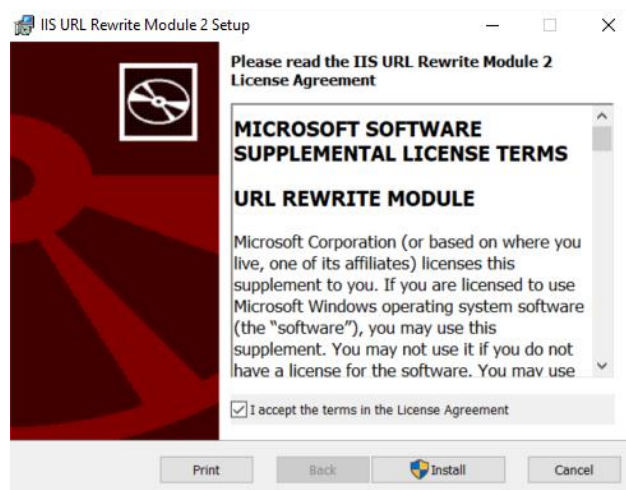 IIS URL Rewrite Module 2 Setup
Please read the IIS URL Rewrite Module 2
License Agreement
MICROSOFT SOFTWARE
SUPPLEMENTAL LICENSE TERMS
URL REWRITE MODULE
Microsoft Corporation (or based on where you
live, one of its affiliates) licenses this
supplement to you. If you are licensed to use
Microsoft Windows operating system software
(the “software”), you may use this
supplement. You may not use it if you do not
have a license for the software. You may use
I accept the terms in the License Agreement
Print Back Install Cancel